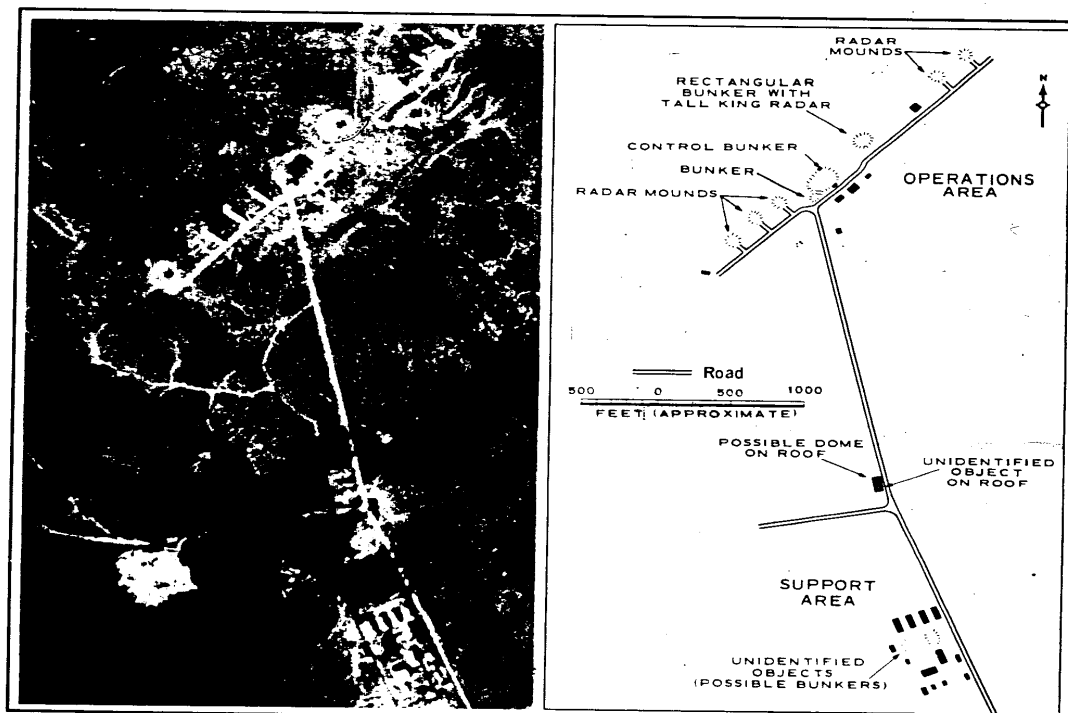 RADAR
MOUNDS
N
RECTANGULAR
BUNKER WITH
TALL KING RADAR
CONTROL BUNKER
BUNKER
RADAR MOUNDS
OPERATIONS
AREA
Road
500 0 500 1000
FEET (APPROXIMATE)
POSSIBLE DOME
ON ROOF
UNIDENTIFIED
OBJECT
ON ROOF
SUPPORT
AREA
UNIDENTIFIED
OBJECTS
(POSSIBLE BUNKERS)